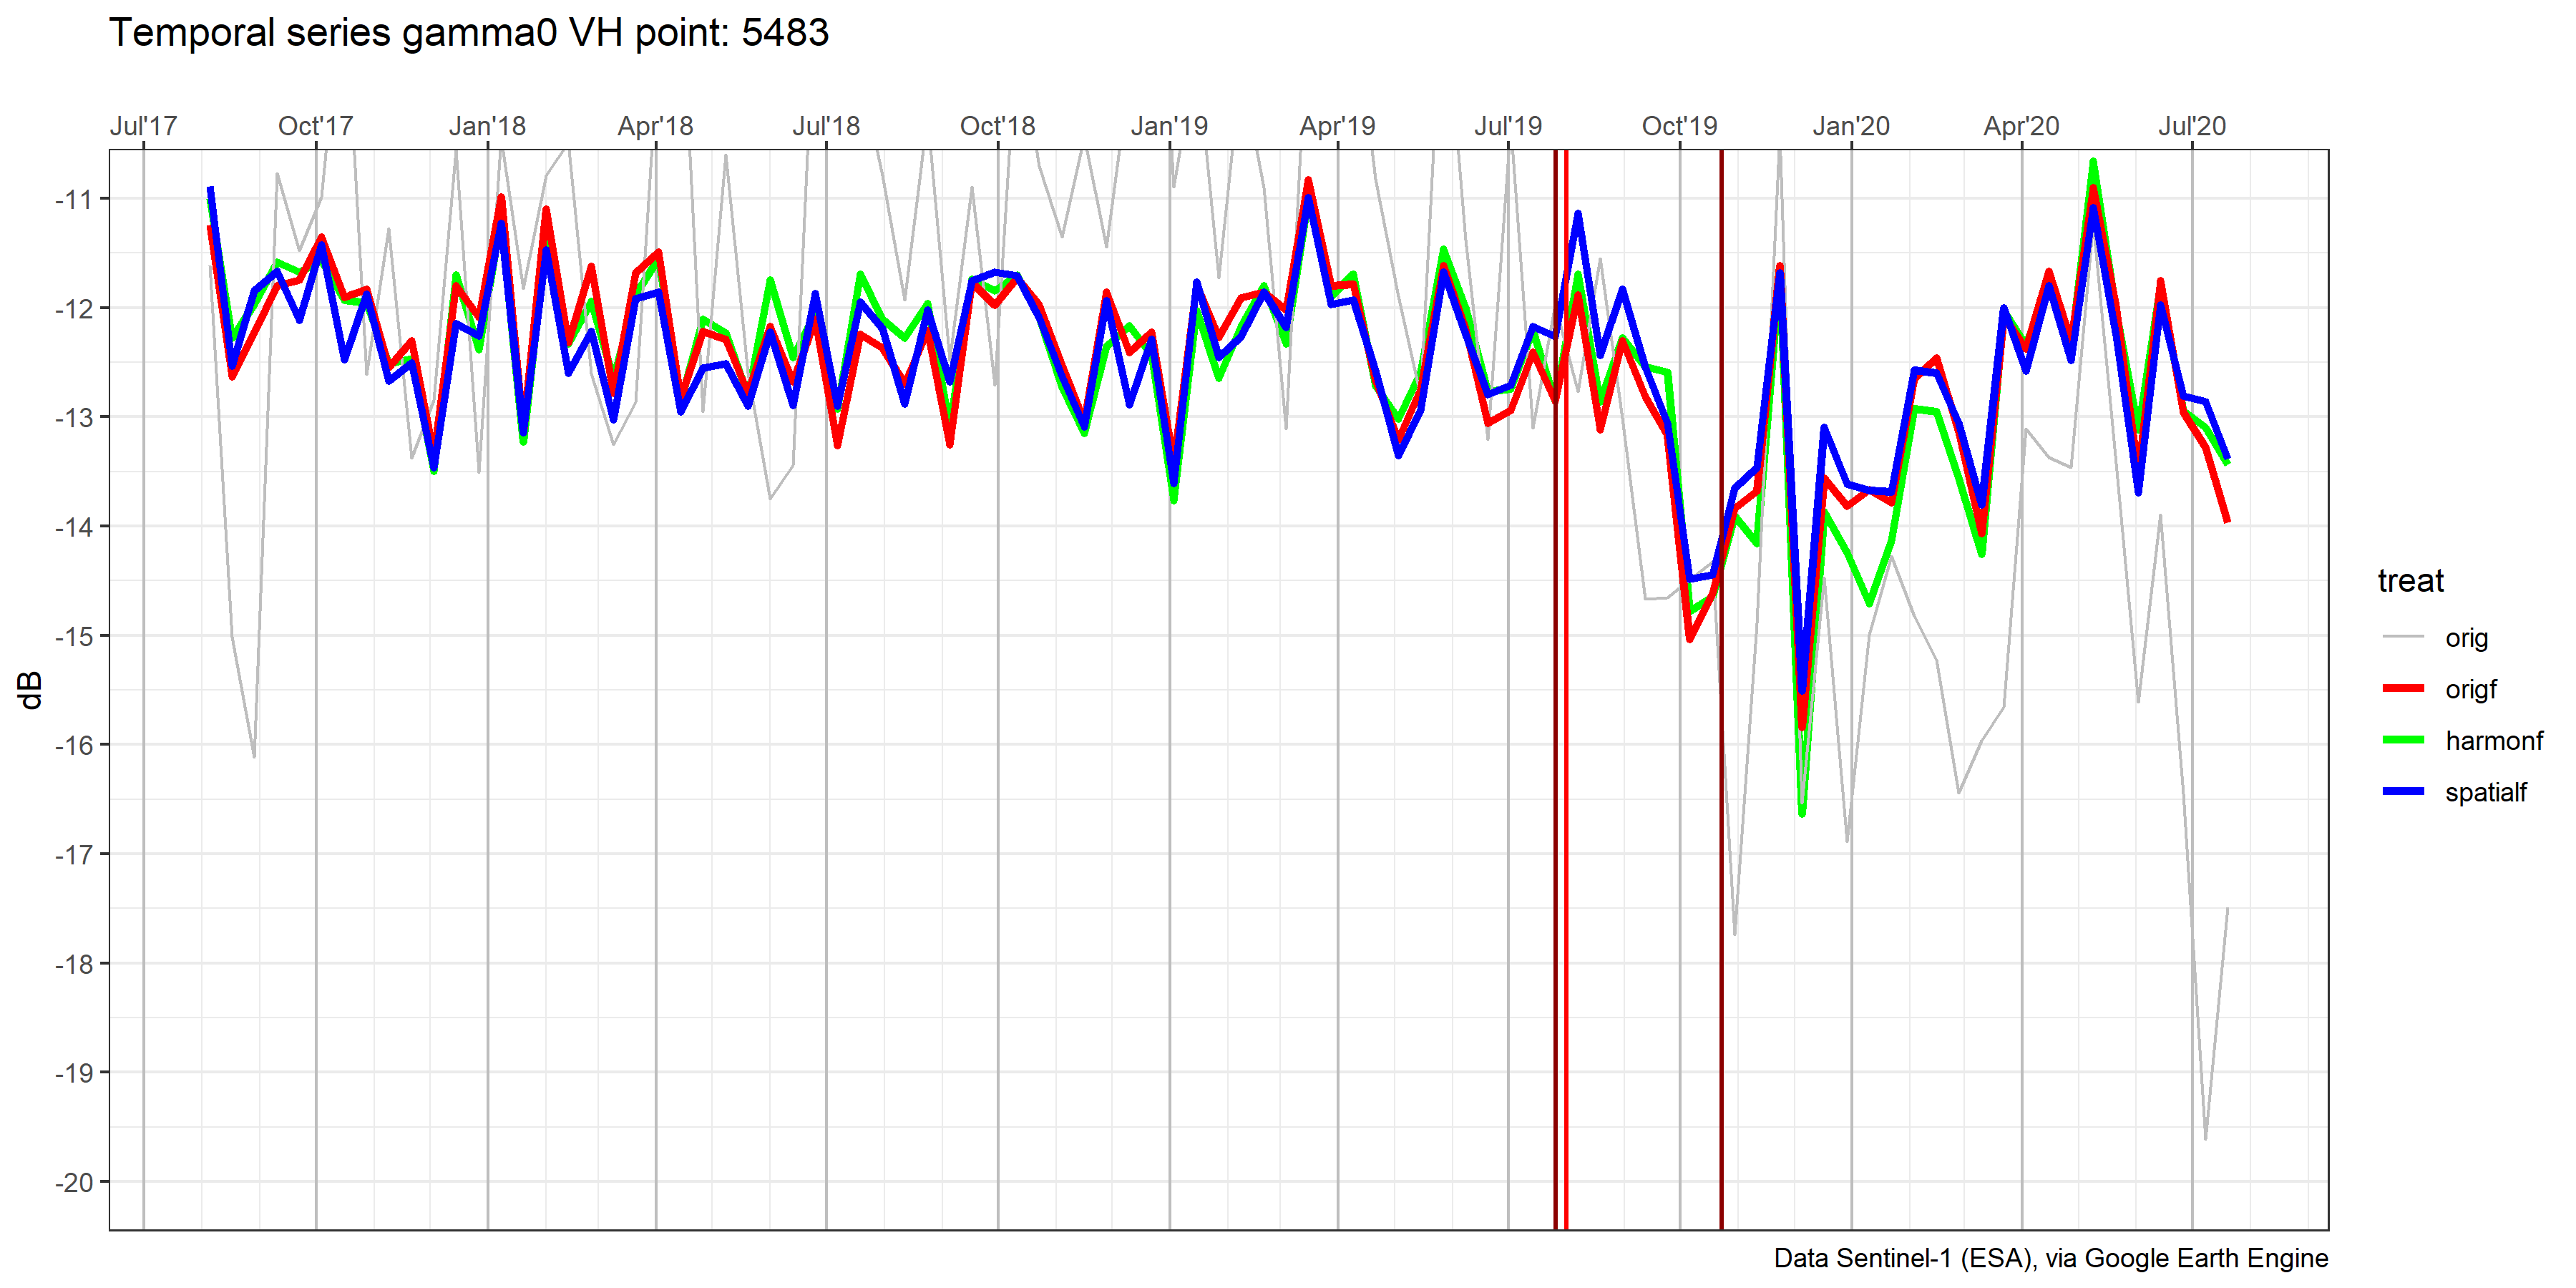 Temporal series gamma0 VH point: 5483
Jul'17 Oct'17 Jan'18 Apr'18 Jul'18 Oct'18 Jan'19 Apr'19 Jul'19 Oct'19 Jan'20 Apr'20 Jul'20
-11
-12
-13
-14
-15
-16
-17
-18
-19
-20
dB
treat
orig
origf
harmonf
spatialf
Data Sentinel-1 (ESA), via Google Earth Engine